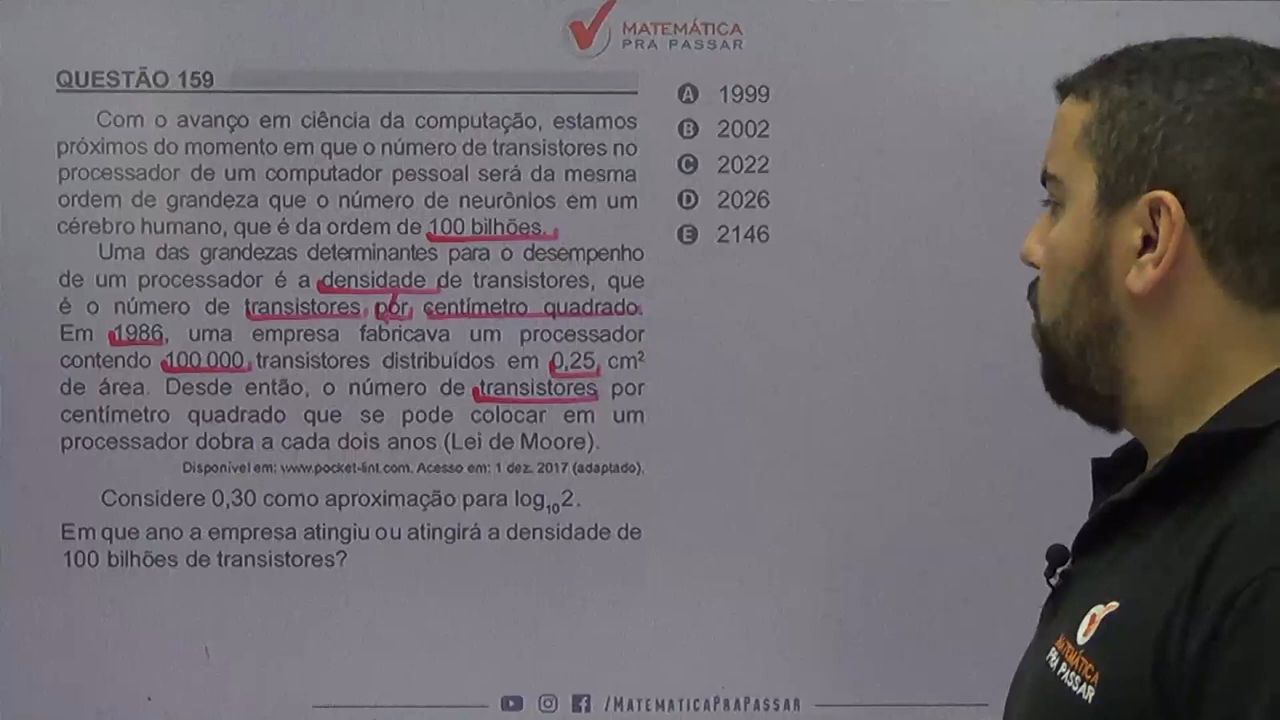 MATEMÁTICA
PRA PASSAR
QUESTÃO 159
Com o avanço em ciência da computação, estamos
próximos do momento em que o número de transistores no
processador de um computador pessoal será da mesma
ordem de grandeza que o número de neurônios em um
cérebro humano, que é da ordem de 100 bilhões.
Uma das grandezas determinantes para o desempenho
de um processador é a densidade de transistores, que
é o número de transistores por centímetro quadrado.
Em 1986, uma empresa fabricava um processador
contendo 100 000 transistores distribuídos em 0,25 cm²
de área. Desde então, o número de transistores por
centímetro quadrado que se pode colocar em um
processador dobra a cada dois anos (Lei de Moore).
Disponível em: www.pocket-lint.com. Acesso em: 1 dez. 2017 (adaptado).
Considere 0,30 como aproximação para log₁₀2.
Em que ano a empresa atingiu ou atingirá a densidade de
100 bilhões de transistores?
A 1999
B 2002
C 2022
D 2026
E 2146
MATEMÁTICA
PRA PASSAR
/MATEMATICAPRAPASSAR